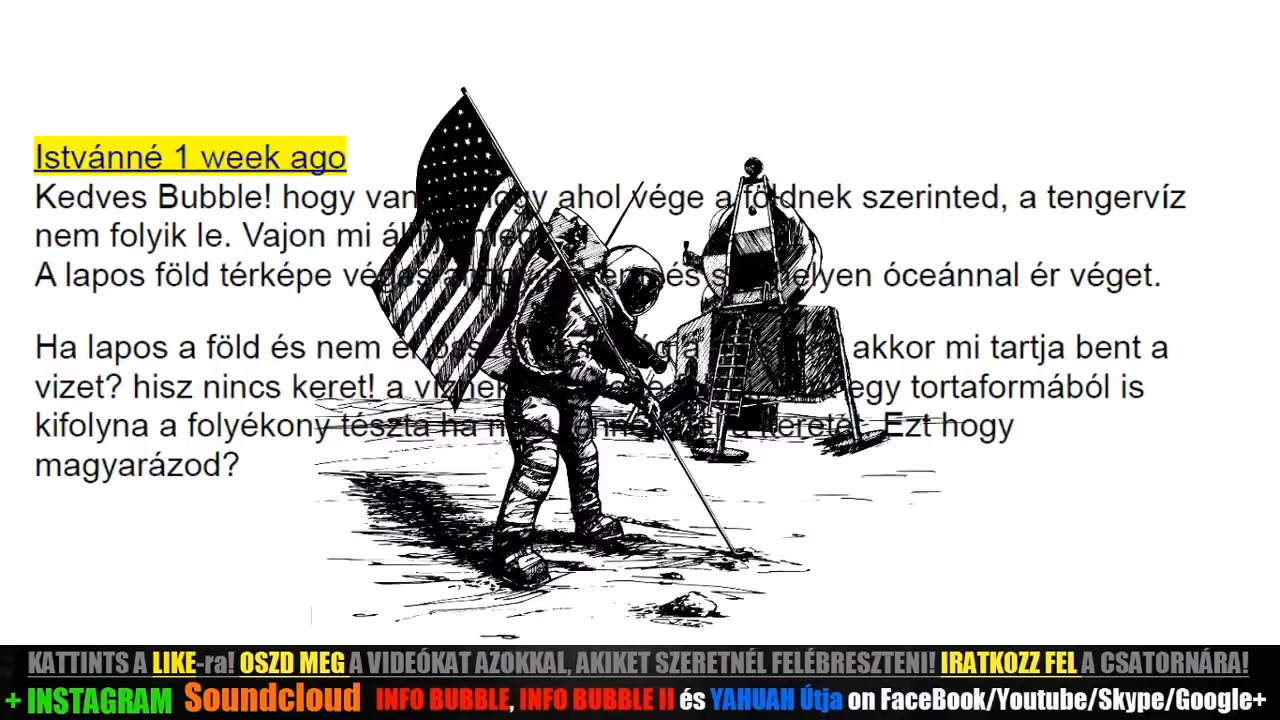 Istvánné 1 week ago
Kedves Bubble! hogy van hogy ahol vége a földnek szerinted, a tengervíz
nem folyik le. Vajon mi
A lapos föld térképe és óceánnal ér véget.
Ha lapos a föld és nem akkor mi tartja bent a
vizet? hisz nincs keret! a víznek egy tortaformából is
kifolyna a folyékony tészta ha Ezt hogy
magyarázod?
KATTINTS A LIKE-ra! OSZD MEG A VIDEÓKAT AZOKKAL, AKIKET SZERETNÉL FELÉBRESZTENI! IRATKOZZ FEL A CSATORNÁRA!
+ INSTAGRAM Soundcloud INFO BUBBLE, INFO BUBBLE II és YAHUAH Útja on FaceBook/Youtube/Skype/Google+